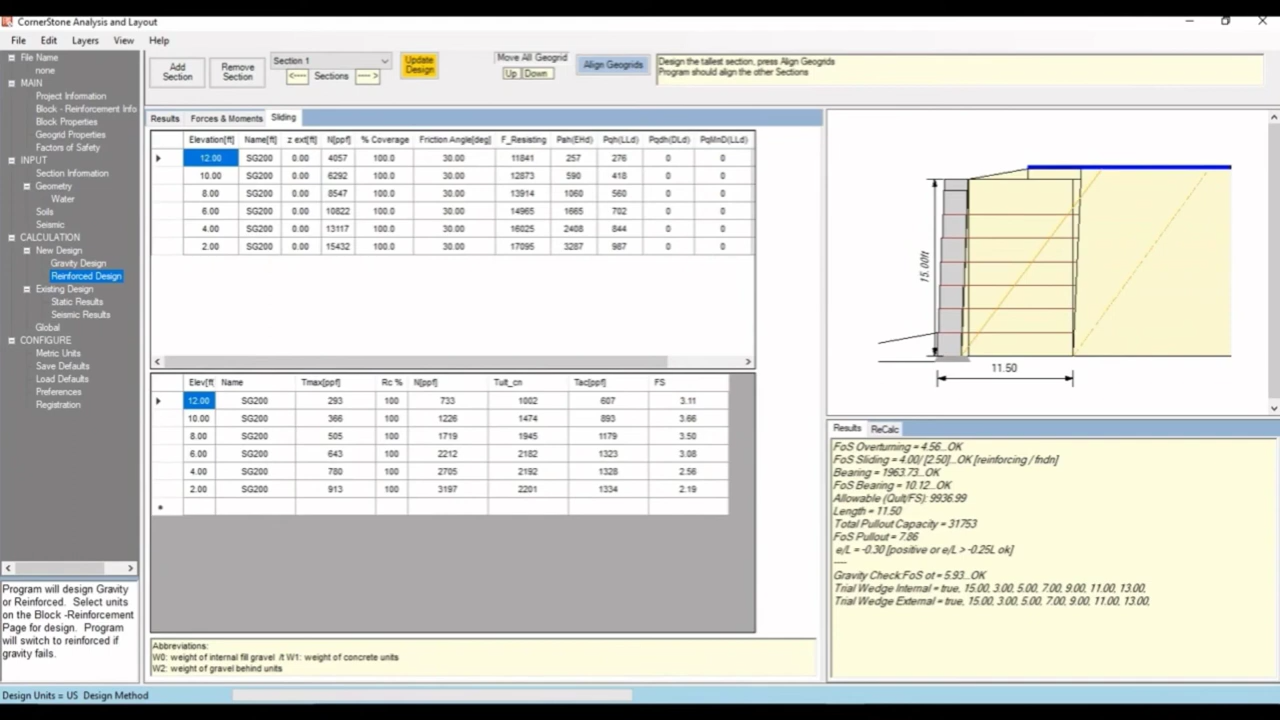 CornerStone Analysis and Layout
File Edit Layers View Help
File Name
none
MAIN
Project Information
Block - Reinforcement Info
Block Properties
Geogrid Properties
Factors of Safety
INPUT
Section Information
Geometry
Water
Soils
Seismic
CALCULATION
New Design
Gravity Design
Reinforced Design
Existing Design
Static Results
Seismic Results
Global
CONFIGURE
Metric Units
Save Defaults
Load Defaults
Preferences
Registration
Program will design Gravity
or Reinforced. Select units
on the Block -Reinforcement
Page for design. Program
will switch to reinforced if
gravity fails.
Add Section
Remove Section
Section 1
<---- Sections ---- >
Update Design
Move All Geogrid
Up Down
Align Geogrids
Design the tallest section, press Align Geogrids
Program should align the other Sections
Results Forces & Moments Sliding
Elevation[ft] Name[ft] z ext[ft] N[ppf] % Coverage Friction Angle[deg] F_Resisting Pah(EHd) Pqh(LLd) Pqdh(DLd) PqMnD(LLd)
12.00 SG200 0.00 4057 100.0 30.00 11841 257 276 0 0
10.00 SG200 0.00 6292 100.0 30.00 12873 590 418 0 0
8.00 SG200 0.00 8547 100.0 30.00 13914 1060 560 0 0
6.00 SG200 0.00 10822 100.0 30.00 14965 1665 702 0 0
4.00 SG200 0.00 13117 100.0 30.00 16025 2408 844 0 0
2.00 SG200 0.00 15432 100.0 30.00 17095 3287 987 0 0
Elev[ft Name Tmax[ppf] Rc % N[ppf] Tult_cn Tac[ppf] FS
12.00 SG200 293 100 733 1002 607 3.11
10.00 SG200 366 100 1226 1474 893 3.66
8.00 SG200 505 100 1719 1945 1179 3.50
6.00 SG200 643 100 2212 2182 1323 3.08
4.00 SG200 780 100 2705 2192 1328 2.56
2.00 SG200 913 100 3197 2201 1334 2.19
*
Abbreviations:
W0: weight of internal fill gravel /t W1: weight of concrete units
W2: weight of gravel behind units
15.00ft
11.50
Results ReCalc
FoS Overturning = 4.56...OK
FoS Sliding = 4.00/ [2.50]...OK [reinforcing / fndn]
Bearing = 1963.73...OK
FoS Bearing = 10.12...OK
Allowable (Qult/FS): 9936.99
Length = 11.50
Total Pullout Capacity = 31753
FoS Pullout = 7.86
e/L = -0.30 [positive or e/L > -0.25L ok]
----
Gravity Check:FoS ot = 5.93...OK
Trial Wedge Internal = true, 15.00, 3.00, 5.00, 7.00, 9.00, 11.00, 13.00,
Trial Wedge External = true, 15.00, 3.00, 5.00, 7.00, 9.00, 11.00, 13.00,
Design Units = US Design Method